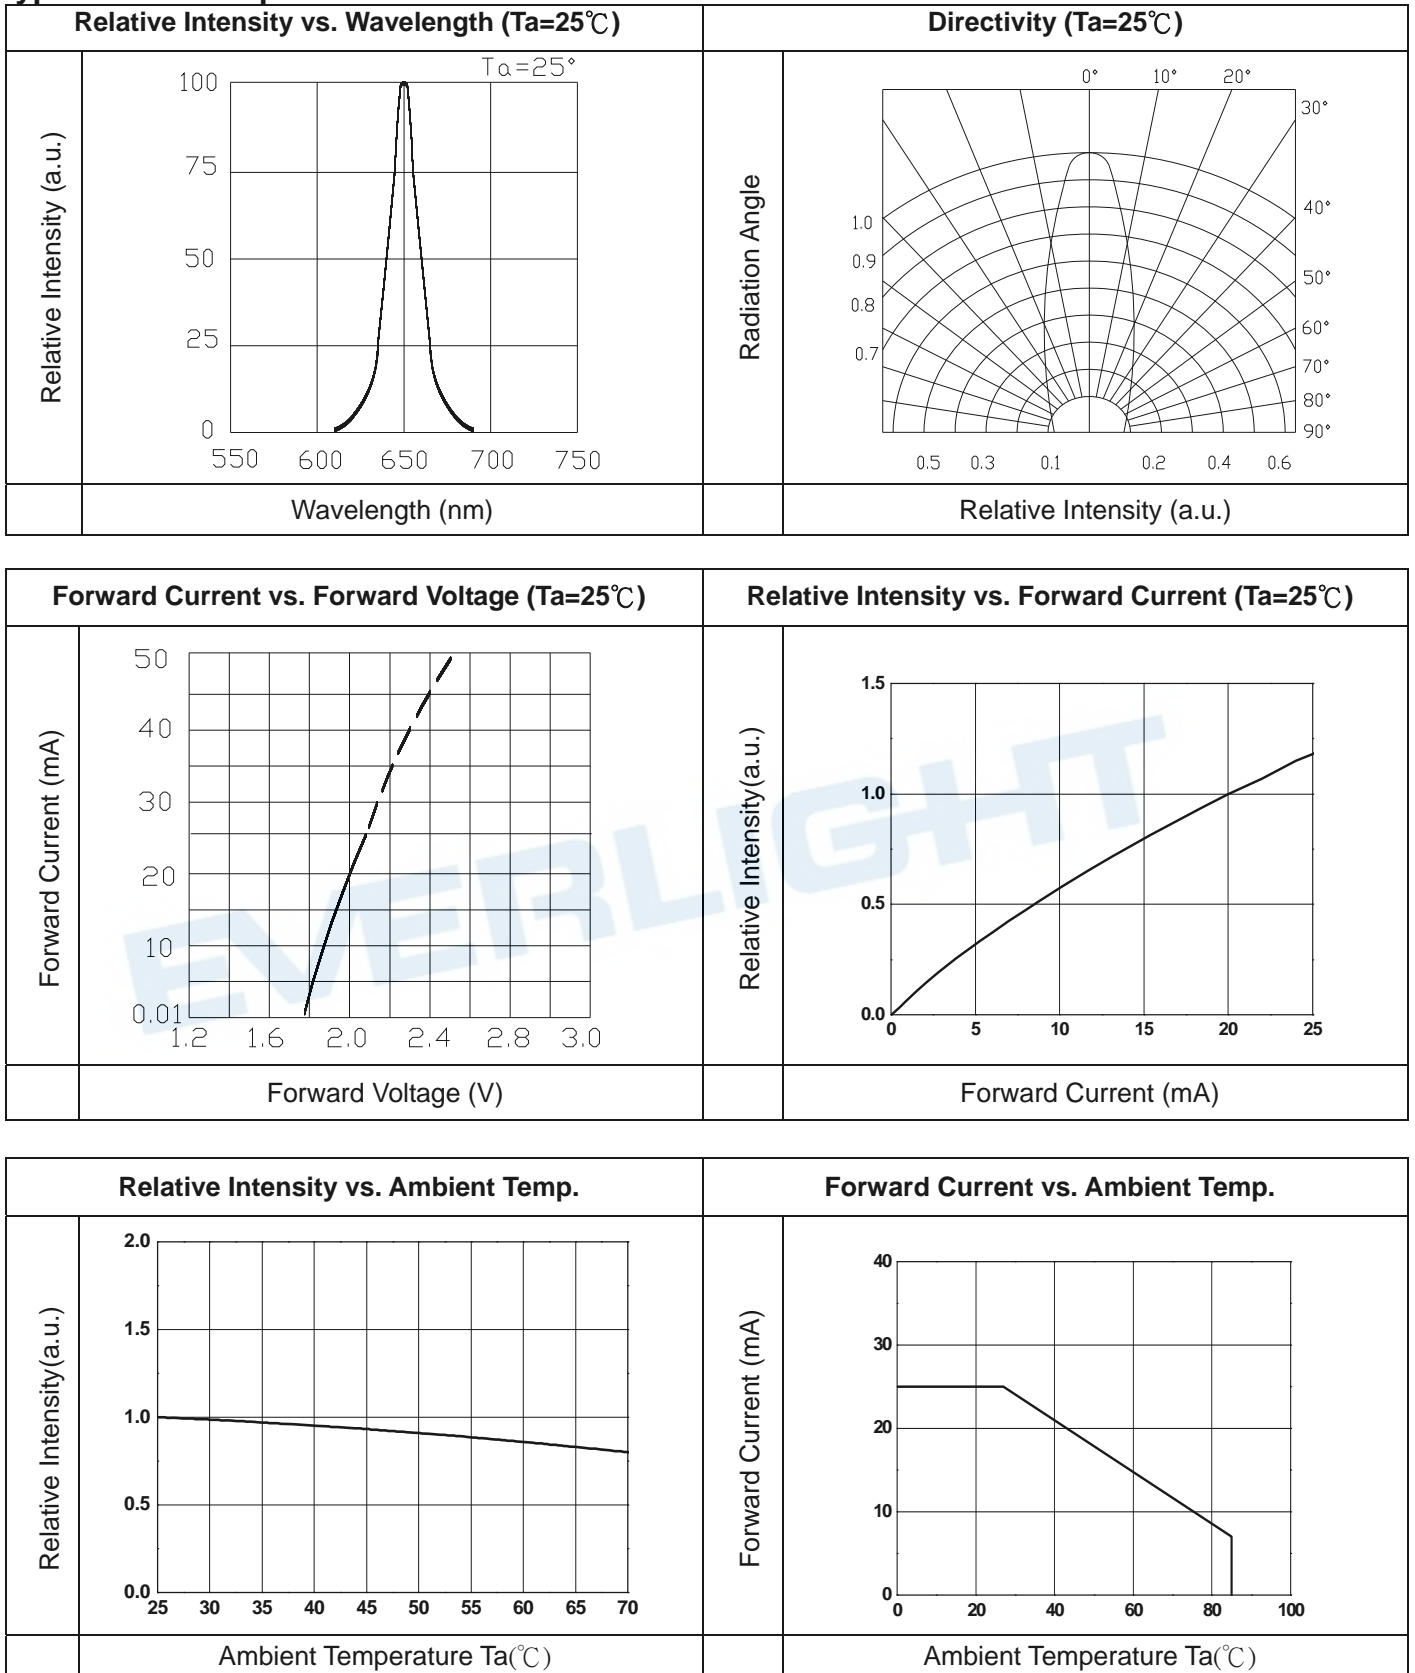 Relative Intensity vs. Wavelength (Ta=25℃)
Directivity (Ta=25℃)
Relative Intensity (a.u.)
Ta=25°
100
75
50
25
0
550 600 650 700 750
Wavelength (nm)
Radiation Angle
0° 10° 20°
30°
40°
50°
60°
70°
80°
90°
1.0
0.9
0.8
0.7
0.5 0.3 0.1 0.2 0.4 0.6
Relative Intensity (a.u.)
Forward Current vs. Forward Voltage (Ta=25℃)
Relative Intensity vs. Forward Current (Ta=25℃)
Forward Current (mA)
50
40
30
20
10
0.01
1.2 1.6 2.0 2.4 2.8 3.0
Forward Voltage (V)
Relative Intensity(a.u.)
1.5
1.0
0.5
0.0
0 5 10 15 20 25
Forward Current (mA)
EVERLIGHT
Relative Intensity vs. Ambient Temp.
Forward Current vs. Ambient Temp.
Relative Intensity(a.u.)
2.0
1.5
1.0
0.5
0.0
25 30 35 40 45 50 55 60 65 70
Ambient Temperature Ta(℃)
Forward Current (mA)
40
30
20
10
0
0 20 40 60 80 100
Ambient Temperature Ta(℃)